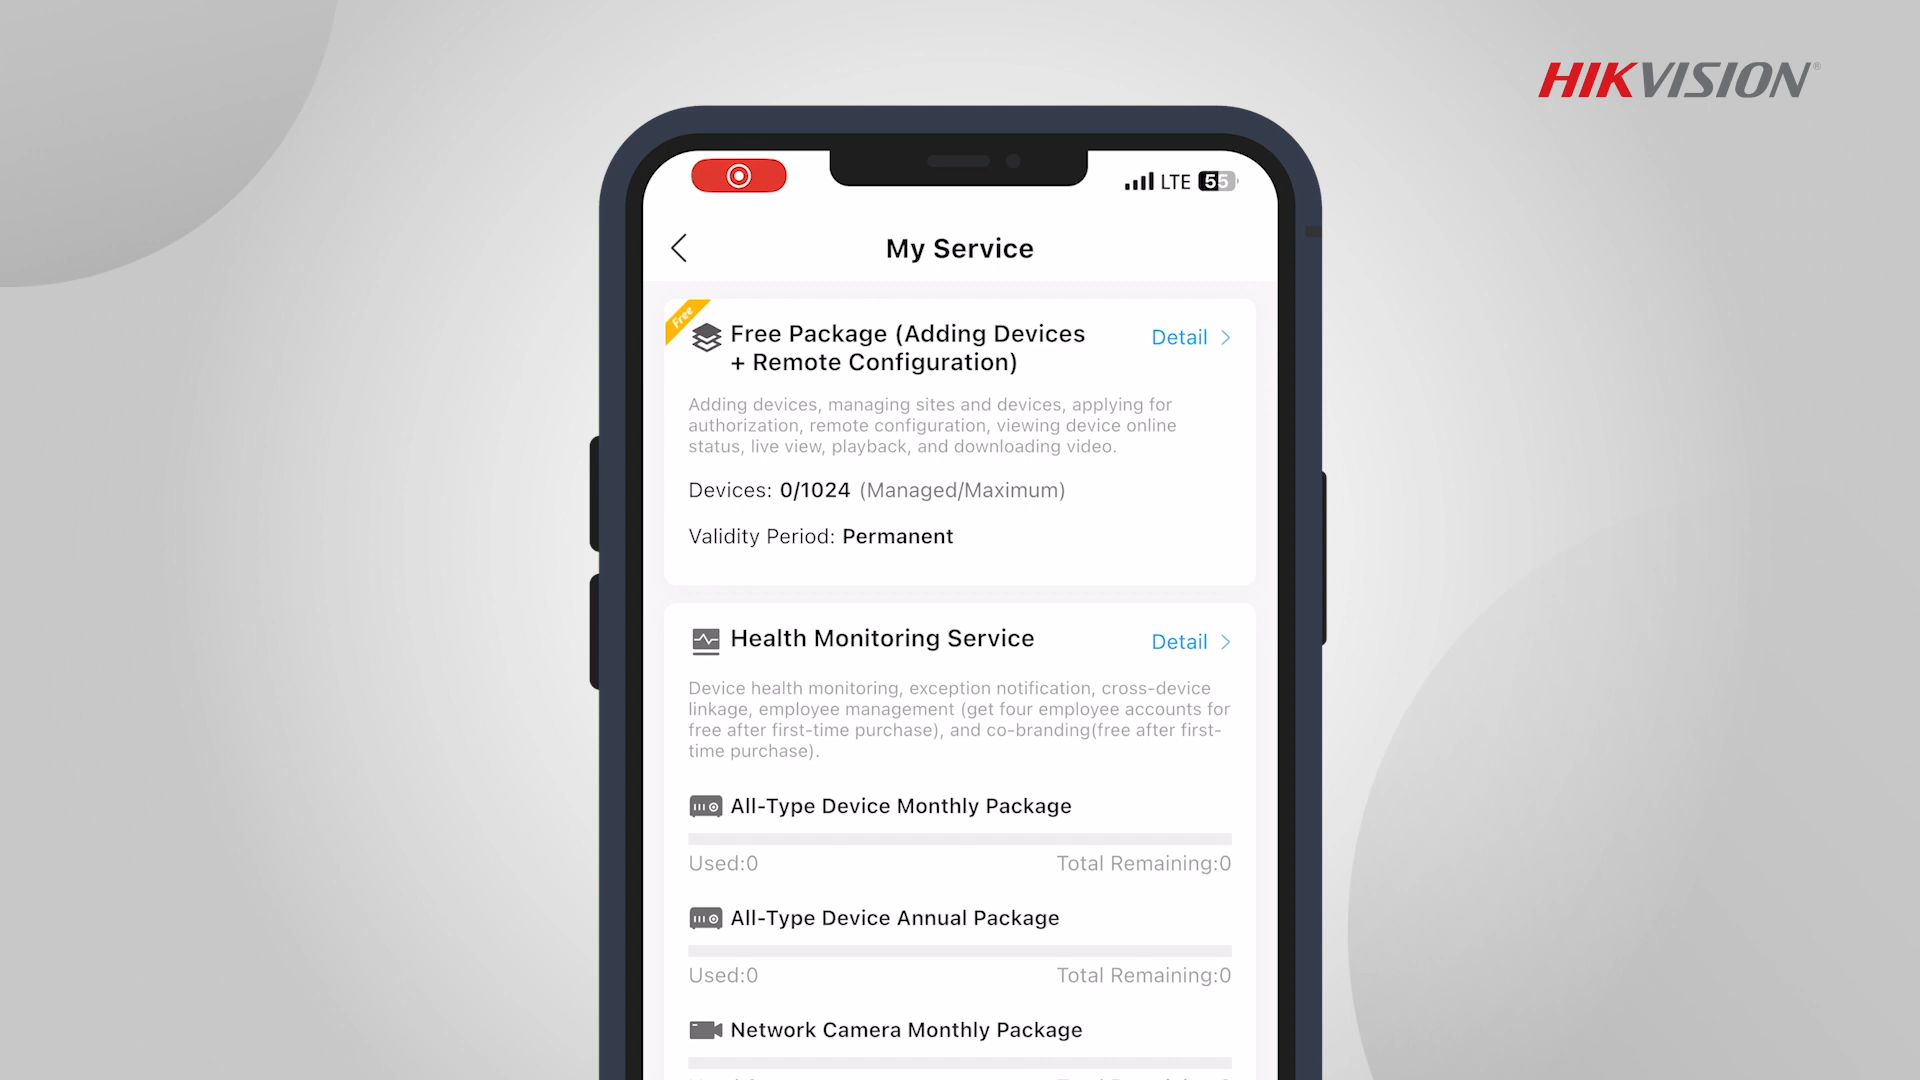 HIKVISION®
LTE 55
My Service
Free
Free Package (Adding Devices
+ Remote Configuration)
Detail
Adding devices, managing sites and devices, applying for
authorization, remote configuration, viewing device online
status, live view, playback, and downloading video.
Devices: 0/1024 (Managed/Maximum)
Validity Period: Permanent
Health Monitoring Service
Detail
Device health monitoring, exception notification, cross-device
linkage, employee management (get four employee accounts for
free after first-time purchase), and co-branding(free after first-
time purchase).
All-Type Device Monthly Package
Used:0 Total Remaining:0
All-Type Device Annual Package
Used:0 Total Remaining:0
Network Camera Monthly Package